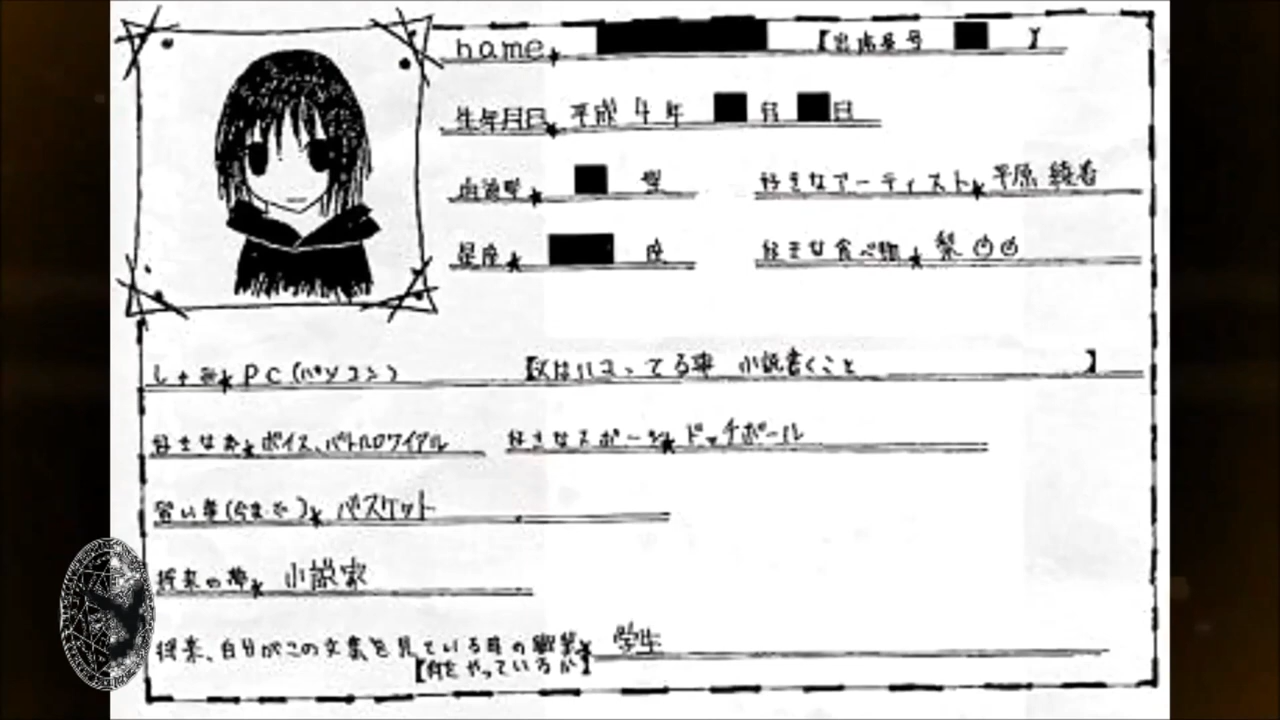 name★ 【出席番号 】
生年月日★ 平成 4 年 月 日
血液型★ 型 好きなアーティスト★ 平原 綾香
星座★ 座 好きな食べ物★ 梨
しゅみ★ PC (パソコン) 【又はハマってる事 小説書くこと 】
好きな本★ ボイス、バトルロワイアル 好きなスポーツ★ ドッチボール
習い事(今まで)★ バスケット
将来の夢★ 小説家
将来、自分がこの文集を見ている時の職業★ 学生
【何をやっているか】